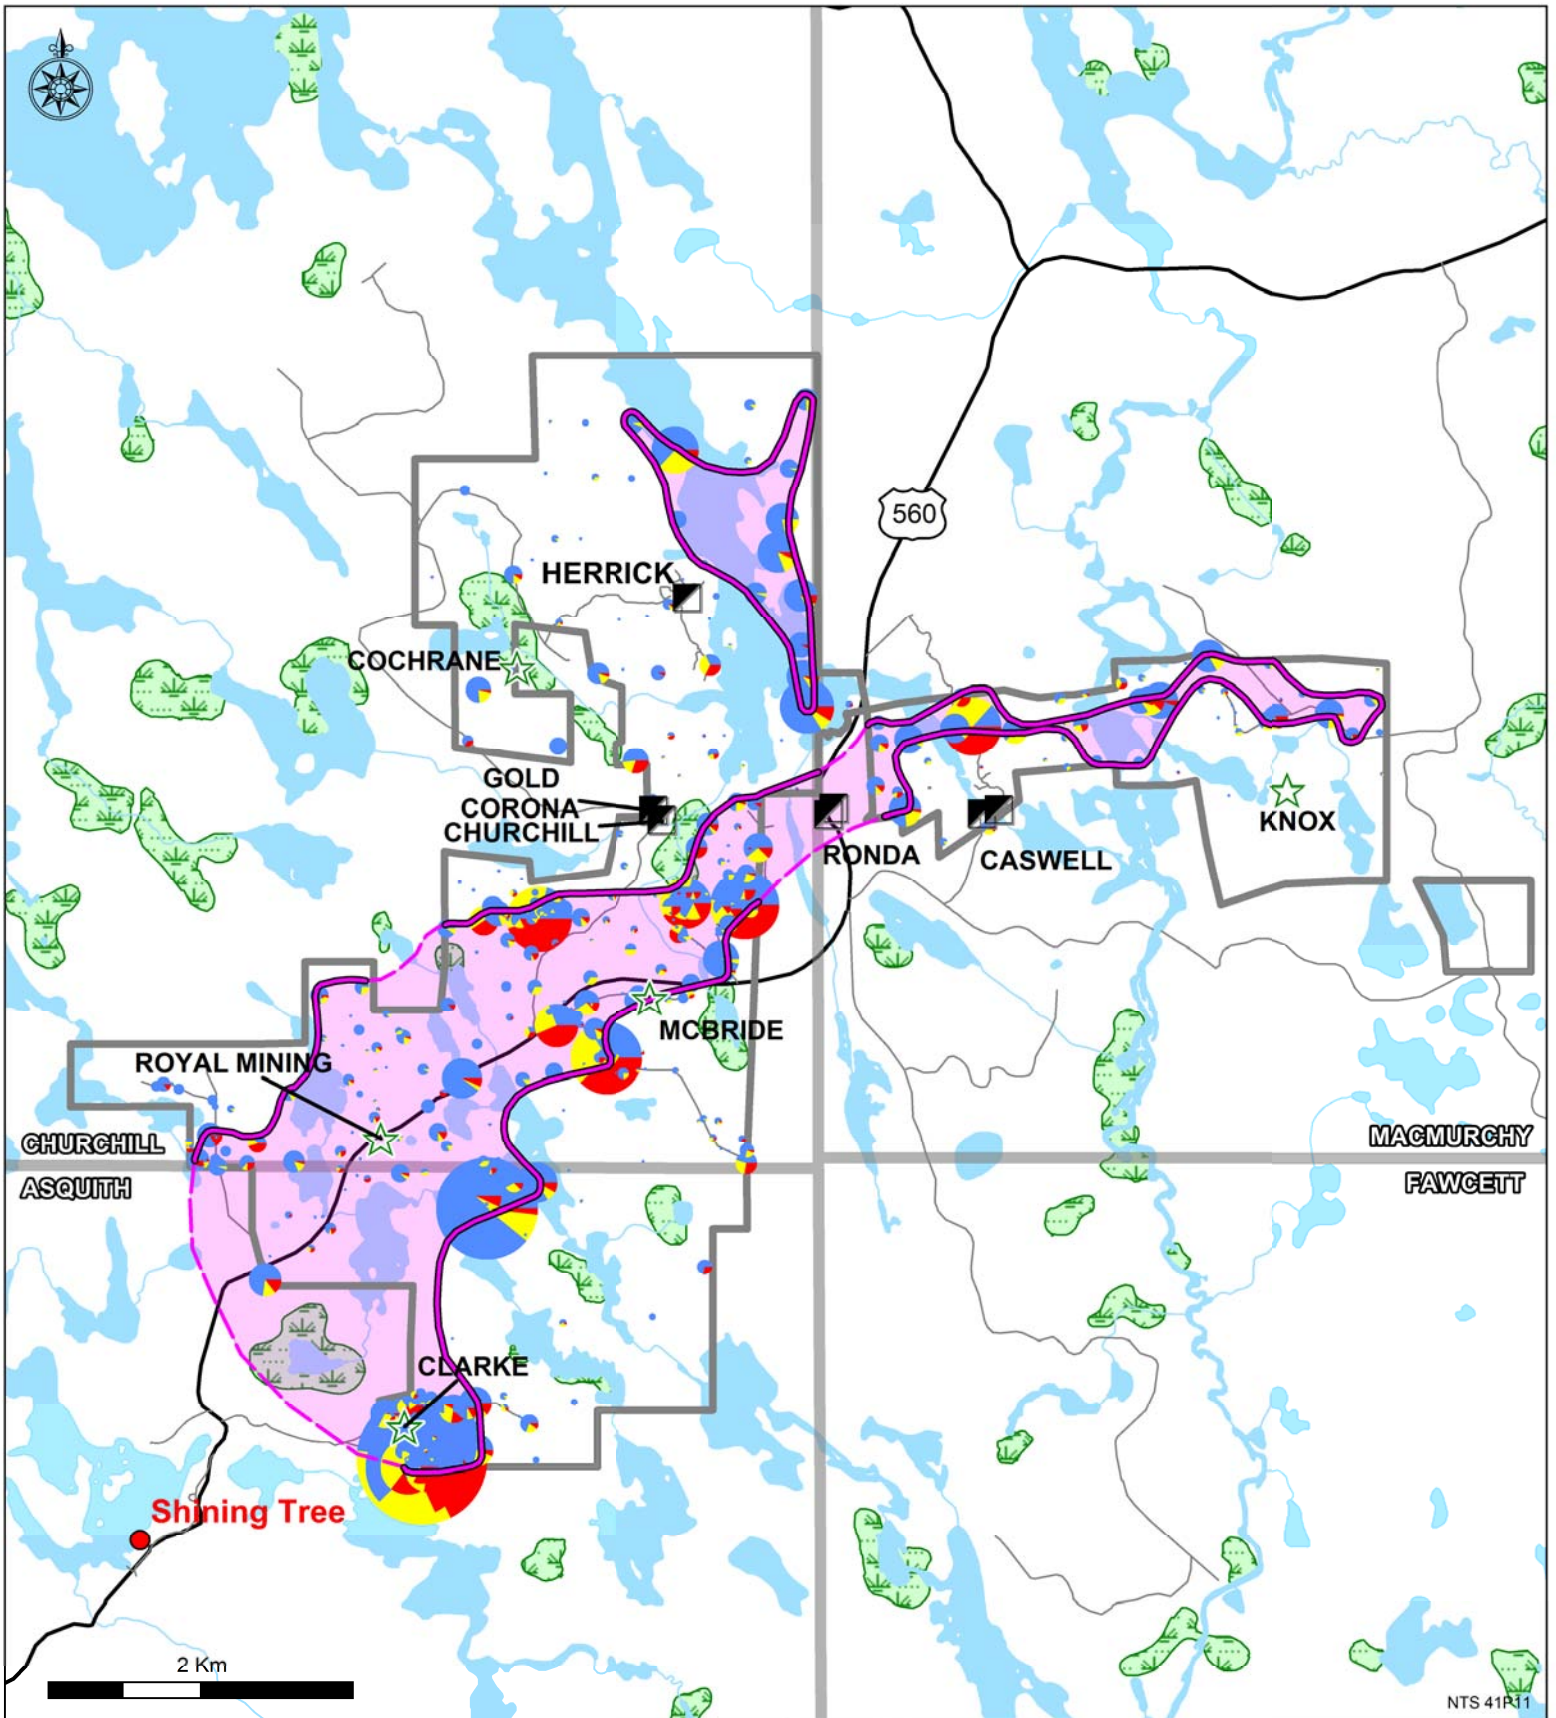 560
HERRICK
COCHRANE
GOLD
CORONA
CHURCHILL
RONDA
CASWELL
KNOX
MCBRIDE
ROYAL MINING
CHURCHILL
MACMURCHY
ASQUITH
FAWCETT
CLARKE
Shining Tree
2 Km
NTS 41P11